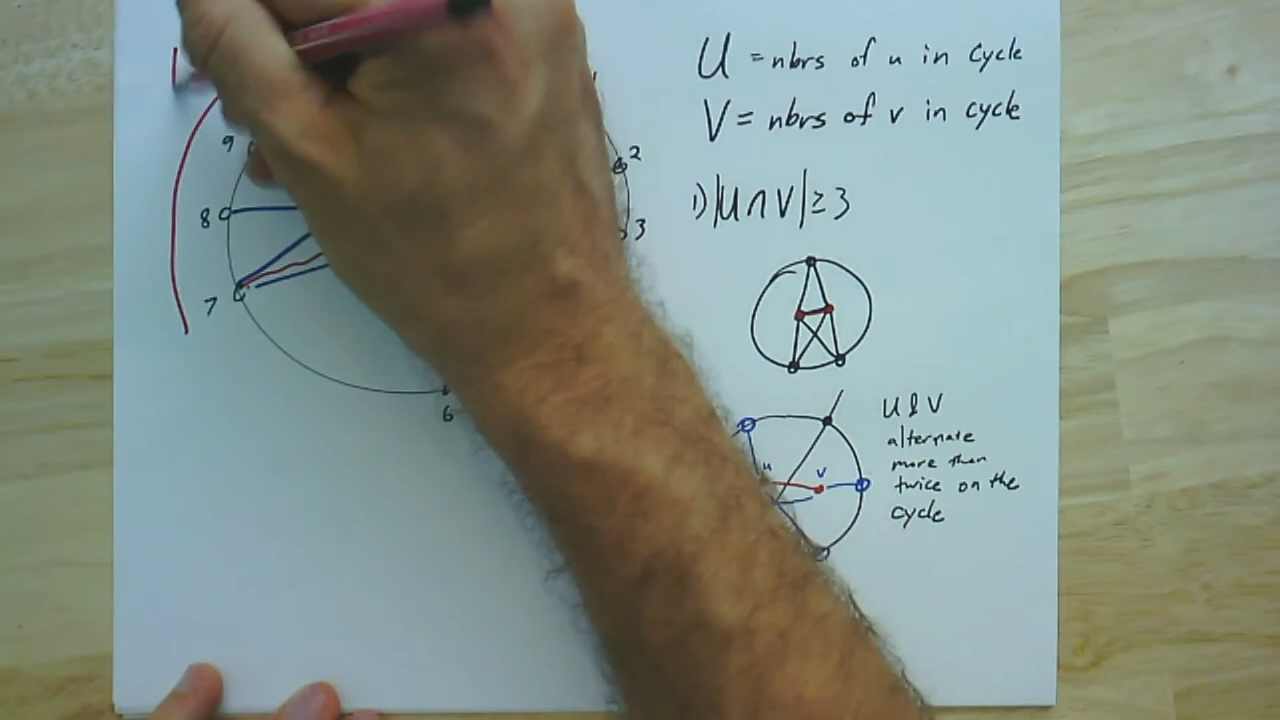 U = nbrs of u in cycle
V = nbrs of v in cycle
1) |U ∩ V| ≥ 3
9
2
8
3
7
6
U & V
alternate
more than
twice on the
cycle
u
v